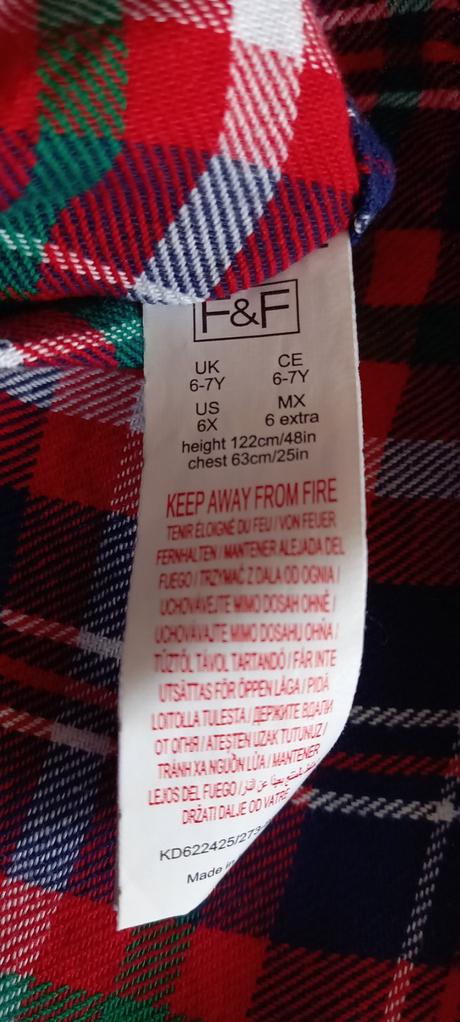 F&F
UK CE
6-7Y 6-7Y
US MX
6X 6 extra
height 122cm/48in
chest 63cm/25in
KEEP AWAY FROM FIRE
TENIR ÉLOIGNÉ DU FEU / VON FEUER
FERNHALTEN / MANTENER ALEJADA DEL
FUEGO / TRZYMAĆ Z DALA OD OGNIA /
UCHOVÁVEJTE MIMO DOSAH OHNĚ /
UCHOVÁVAJTE MIMO DOSAHU OHŇA /
TŰZTŐL TÁVOL TARTANDÓ / FÅR INTE
UTSÄTTAS FÖR ÖPPEN LÅGA / PIDÄ
LOITOLLA TULESTA / ДЕРЖИТЕ ВДАЛИ
ОТ ОГНЯ / ATEŞTEN UZAK TUTUNUZ /
TRÁNH XA NGUỒN LỬA / MANTENER
LEJOS DEL FUEGO /
DRŽATI DALJE OD VATRE
KD622425/273
Made in